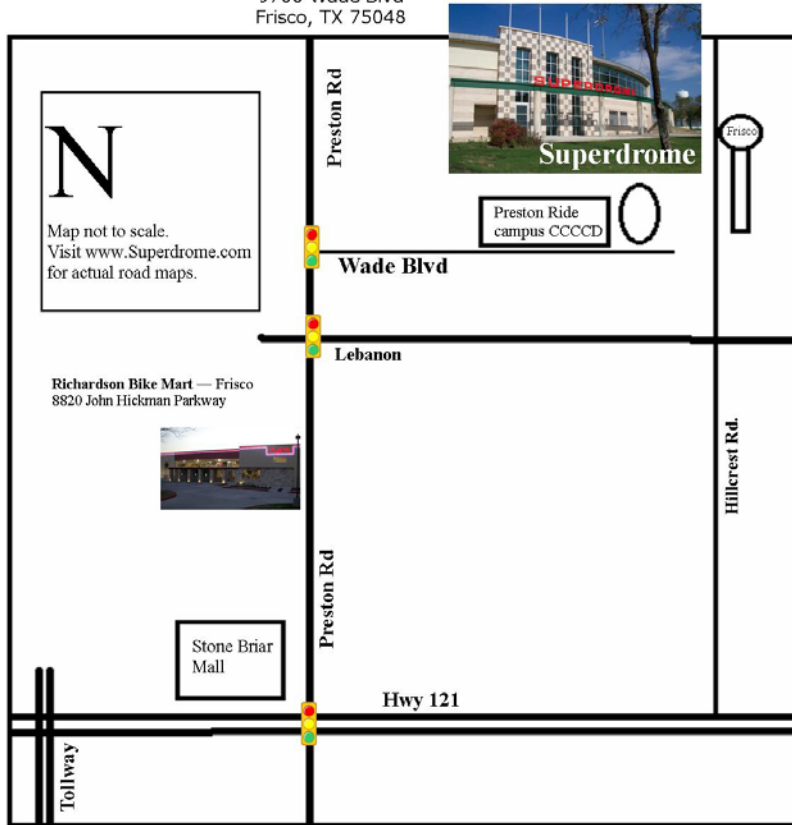 Frisco, TX 75048
Preston Rd
SUPERDROME
Superdrome
Frisco
N
Map not to scale.
Visit www.Superdrome.com
for actual road maps.
Preston Ride
campus CCCCD
Wade Blvd
Lebanon
Richardson Bike Mart — Frisco
8820 John Hickman Parkway
Hillcrest Rd.
Preston Rd
Stone Briar
Mall
Hwy 121
Tollway